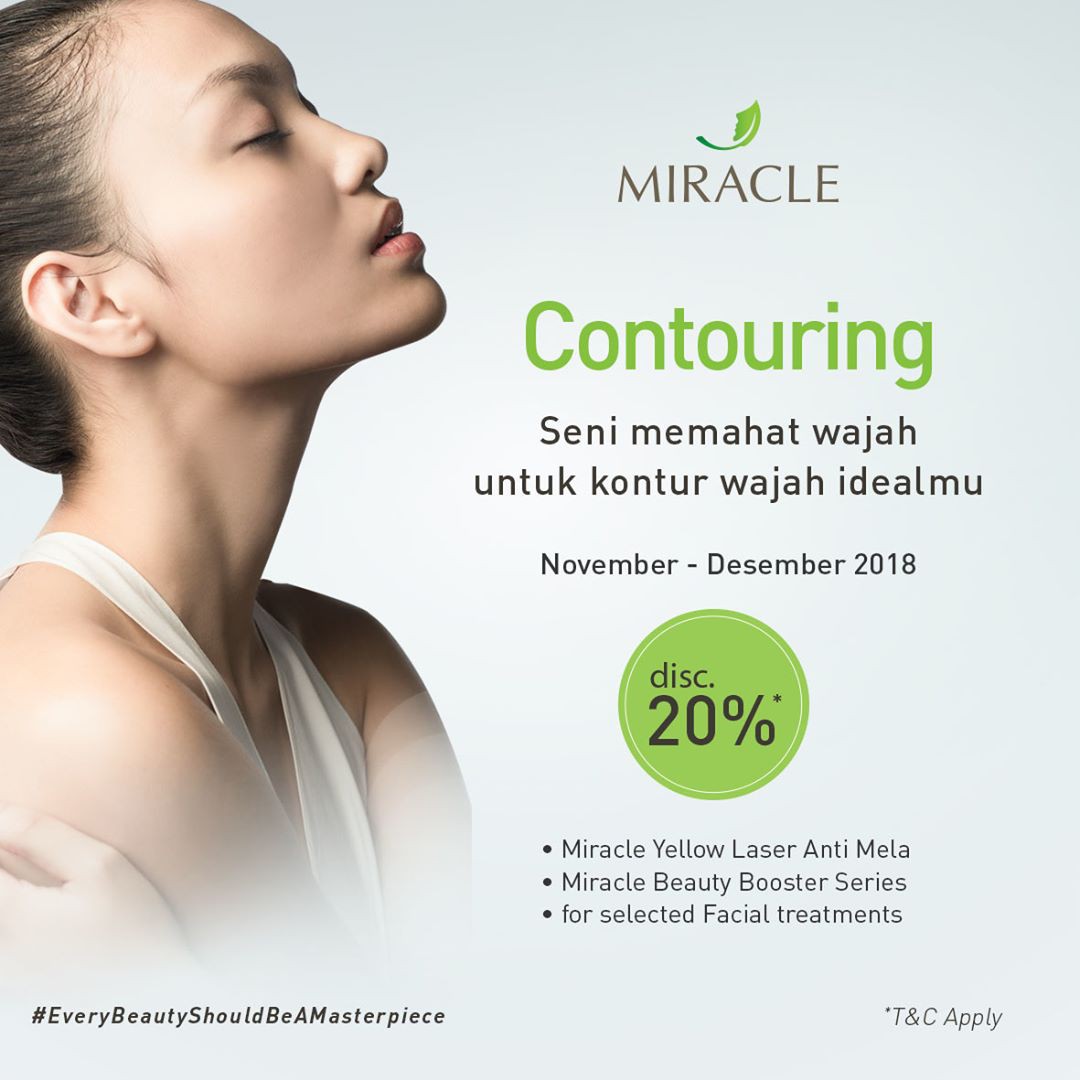 MIRACLE
Contouring
Seni memahat wajah
untuk kontur wajah idealmu
November - Desember 2018
disc.
20%*
• Miracle Yellow Laser Anti Mela
• Miracle Beauty Booster Series
• for selected Facial treatments
#EveryBeautyShouldBeAMasterpiece
*T&C Apply